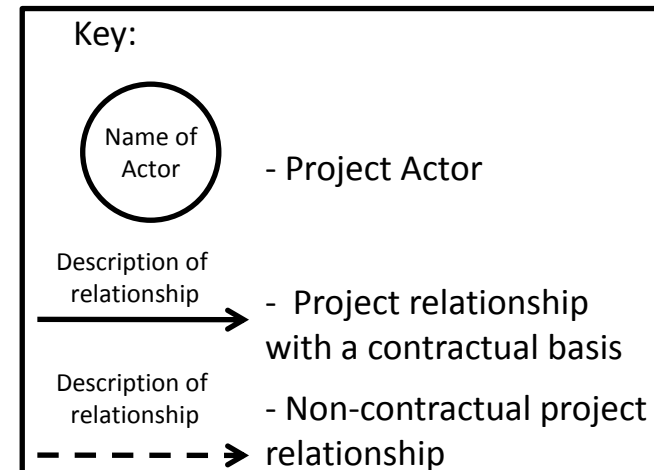 Key:
Name of
Actor
- Project Actor
Description of
relationship
- Project relationship
with a contractual basis
Description of
relationship
- Non-contractual project
relationship